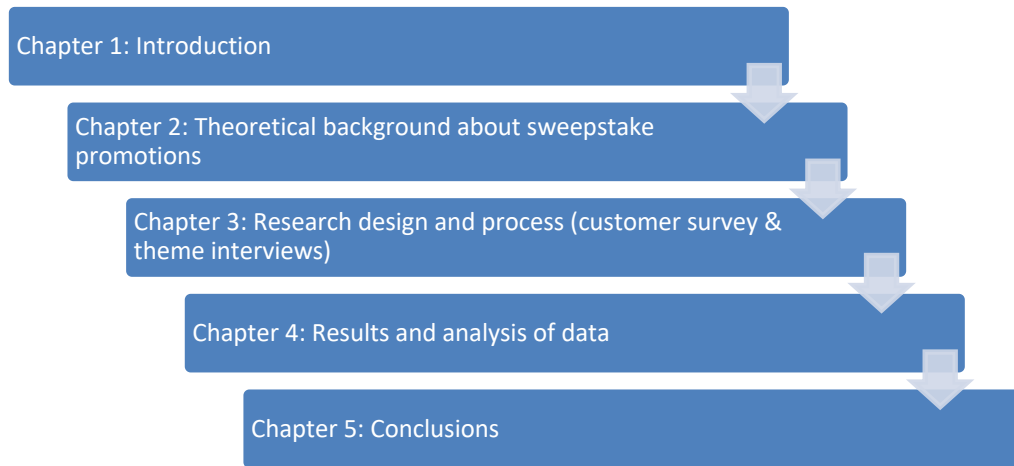 Chapter 1: Introduction
Chapter 2: Theoretical background about sweepstake
promotions
Chapter 3: Research design and process (customer survey &
theme interviews)
Chapter 4: Results and analysis of data
Chapter 5: Conclusions